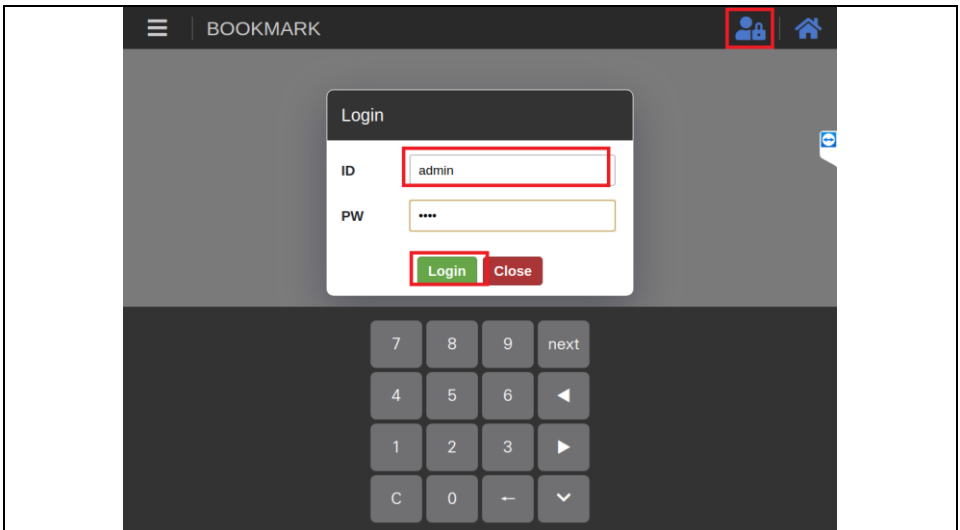 BOOKMARK
Login
ID admin
PW ••••
Login Close
7 8 9 next
4 5 6 ◀
1 2 3 ▶
C 0 ←